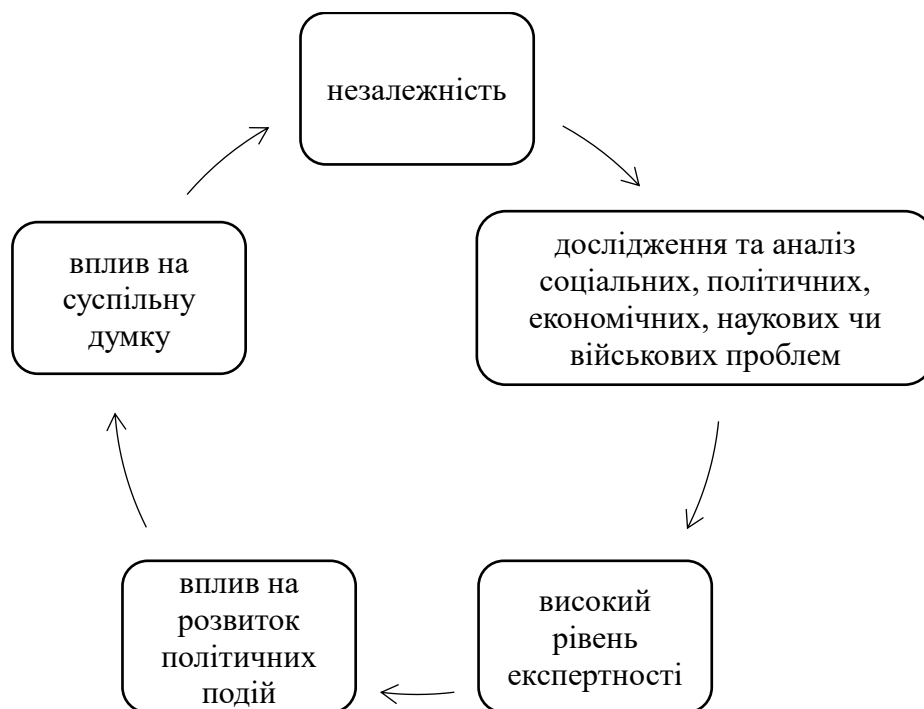 незалежність
дослідження та аналіз
соціальних, політичних,
економічних, наукових чи
військових проблем
високий
рівень
експертності
вплив на
розвиток
політичних
подій
вплив на
суспільну
думку